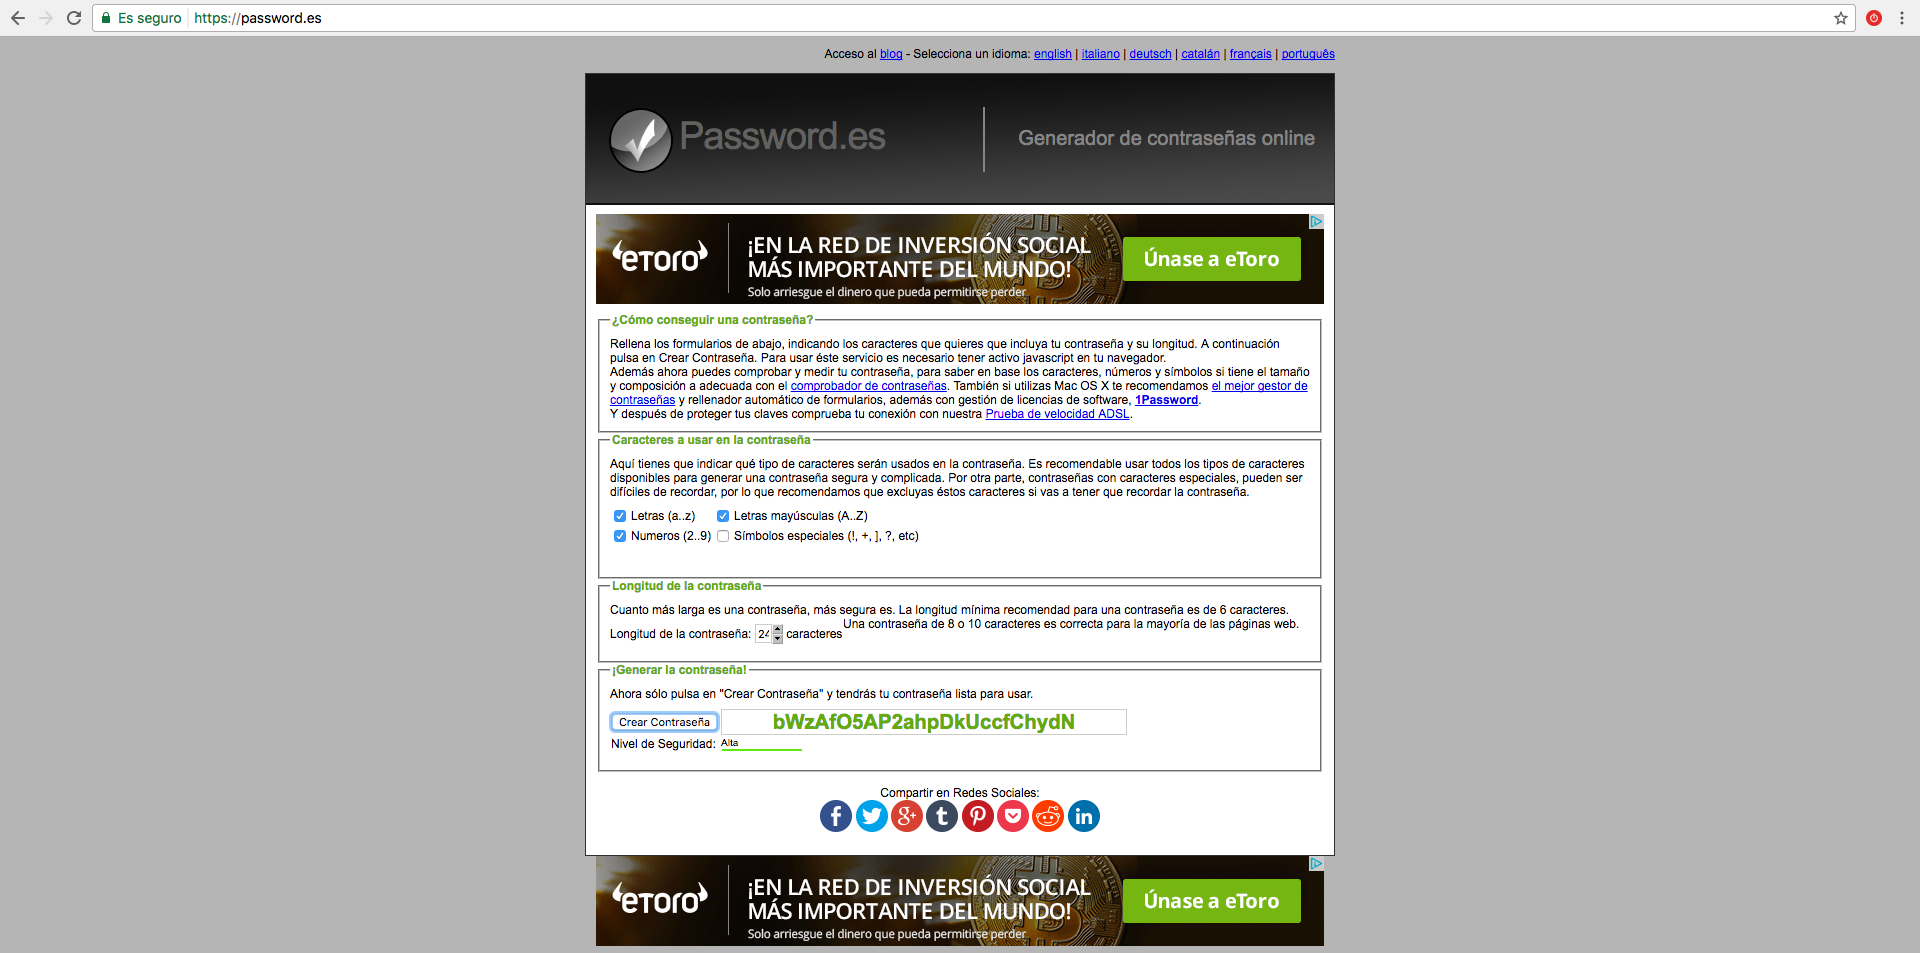 Es seguro https://password.es
Acceso al blog - Selecciona un idioma: english | italiano | deutsch | catalán | français | português
Password.es
Generador de contraseñas online
eToro
¡EN LA RED DE INVERSIÓN SOCIAL
MÁS IMPORTANTE DEL MUNDO!
Solo arriesgue el dinero que pueda permitirse perder
Únase a eToro
¿Cómo conseguir una contraseña?
Rellena los formularios de abajo, indicando los caracteres que quieres que incluya tu contraseña y su longitud. A continuación
pulsa en Crear Contraseña. Para usar éste servicio es necesario tener activo javascript en tu navegador.
Además ahora puedes comprobar y medir tu contraseña, para saber en base los caracteres, números y símbolos si tiene el tamaño
y composición a adecuada con el comprobador de contraseñas. También si utilizas Mac OS X te recomendamos el mejor gestor de
contraseñas y rellenador automático de formularios, además con gestión de licencias de software, 1Password.
Y después de proteger tus claves comprueba tu conexión con nuestra Prueba de velocidad ADSL.
Caracteres a usar en la contraseña
Aquí tienes que indicar qué tipo de caracteres serán usados en la contraseña. Es recomendable usar todos los tipos de caracteres
disponibles para generar una contraseña segura y complicada. Por otra parte, contraseñas con caracteres especiales, pueden ser
difíciles de recordar, por lo que recomendamos que excluyas éstos caracteres si vas a tener que recordar la contraseña.
Letras (a..z) Letras mayúsculas (A..Z)
Numeros (2..9) Símbolos especiales (!, +, ], ?, etc)
Longitud de la contraseña
Cuanto más larga es una contraseña, más segura es. La longitud mínima recomendad para una contraseña es de 6 caracteres.
Una contraseña de 8 o 10 caracteres es correcta para la mayoría de las páginas web.
Longitud de la contraseña: 24 caracteres
¡Generar la contraseña!
Ahora sólo pulsa en "Crear Contraseña" y tendrás tu contraseña lista para usar.
Crear Contraseña bWzAfO5AP2ahpDkUccfChydN
Nivel de Seguridad: Alta
Compartir en Redes Sociales:
eToro
¡EN LA RED DE INVERSIÓN SOCIAL
MÁS IMPORTANTE DEL MUNDO!
Solo arriesgue el dinero que pueda permitirse perder
Únase a eToro